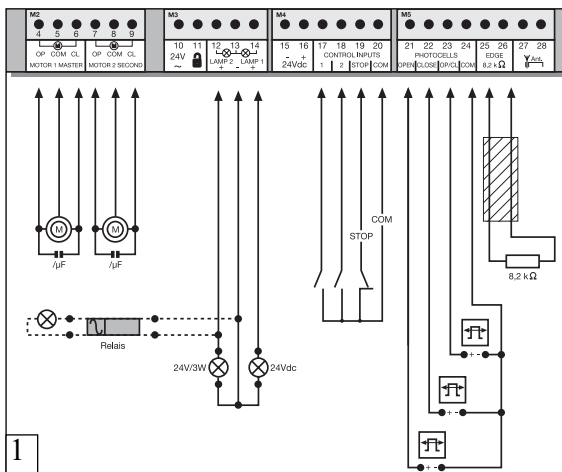 M2 M3 M4 M5
4 5 6 7 8 9 10 11 12 13 14 15 16 17 18 19 20 21 22 23 24 25 26 27 28
OP COM CL OP COM CL 24V LAMP 2 LAMP 1 - + CONTROL INPUTS PHOTOCELLS EDGE Ant.
MOTOR 1 MASTER MOTOR 2 SECOND ~ + - + 24Vdc 1 2 STOP COM OPEN CLOSE OP/CL COM 8,2 kΩ
M M M M
COM
STOP
/µF /µF
8,2 kΩ
Relais
+ -
24V/3W 24Vdc
+ -
+ -
1